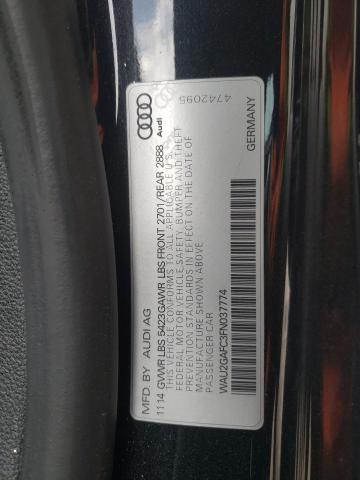 MFD. BY AUDI AG
Audi
4742095
11 14 GVWR LBS 5423 GAWR LBS FRONT 2701/REAR 2888
THIS VEHICLE CONFORMS TO ALL APPLICABLE U.S.
FEDERAL MOTOR VEHICLE SAFETY, BUMPER AND THEFT
PREVENTION STANDARDS IN EFFECT ON THE DATE OF
MANUFACTURE SHOWN ABOVE.
PASSENGER CAR
WAU2GAFC3FN037774
GERMANY